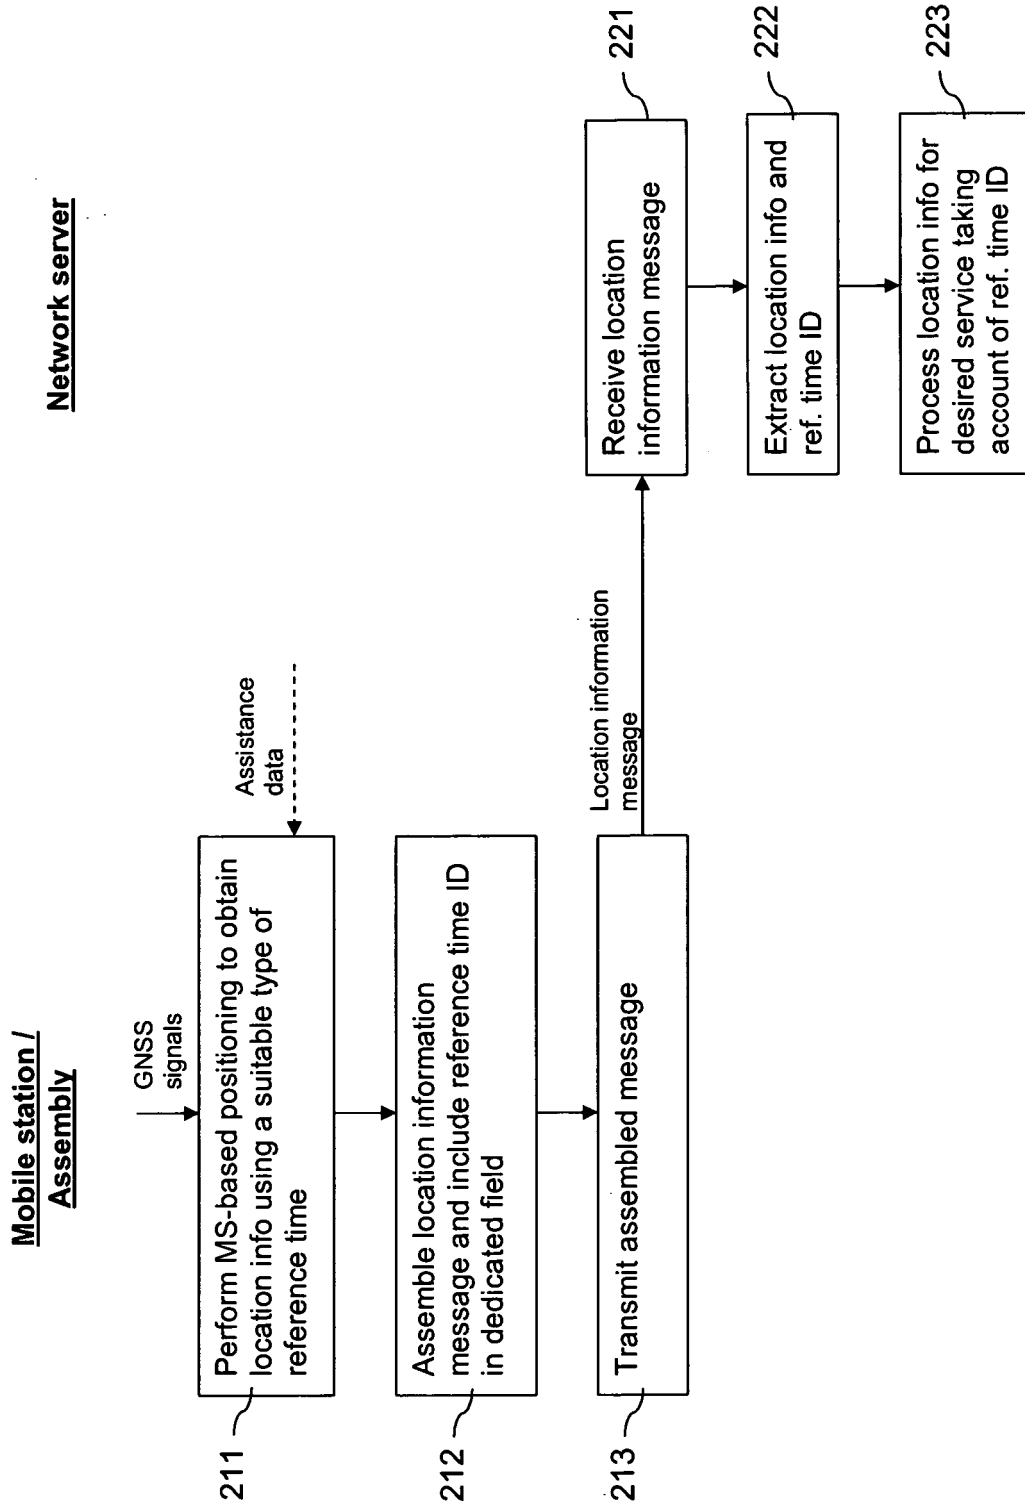 Mobile station /
Assembly
Network server
GNSS
signals
Assistance
data
211
Perform MS-based positioning to obtain
location info using a suitable type of
reference time
212
Assemble location information
message and include reference time ID
in dedicated field
213
Transmit assembled message
Location information
message
221
Receive location
information message
222
Extract location info and
ref. time ID
223
Process location info for
desired service taking
account of ref. time ID